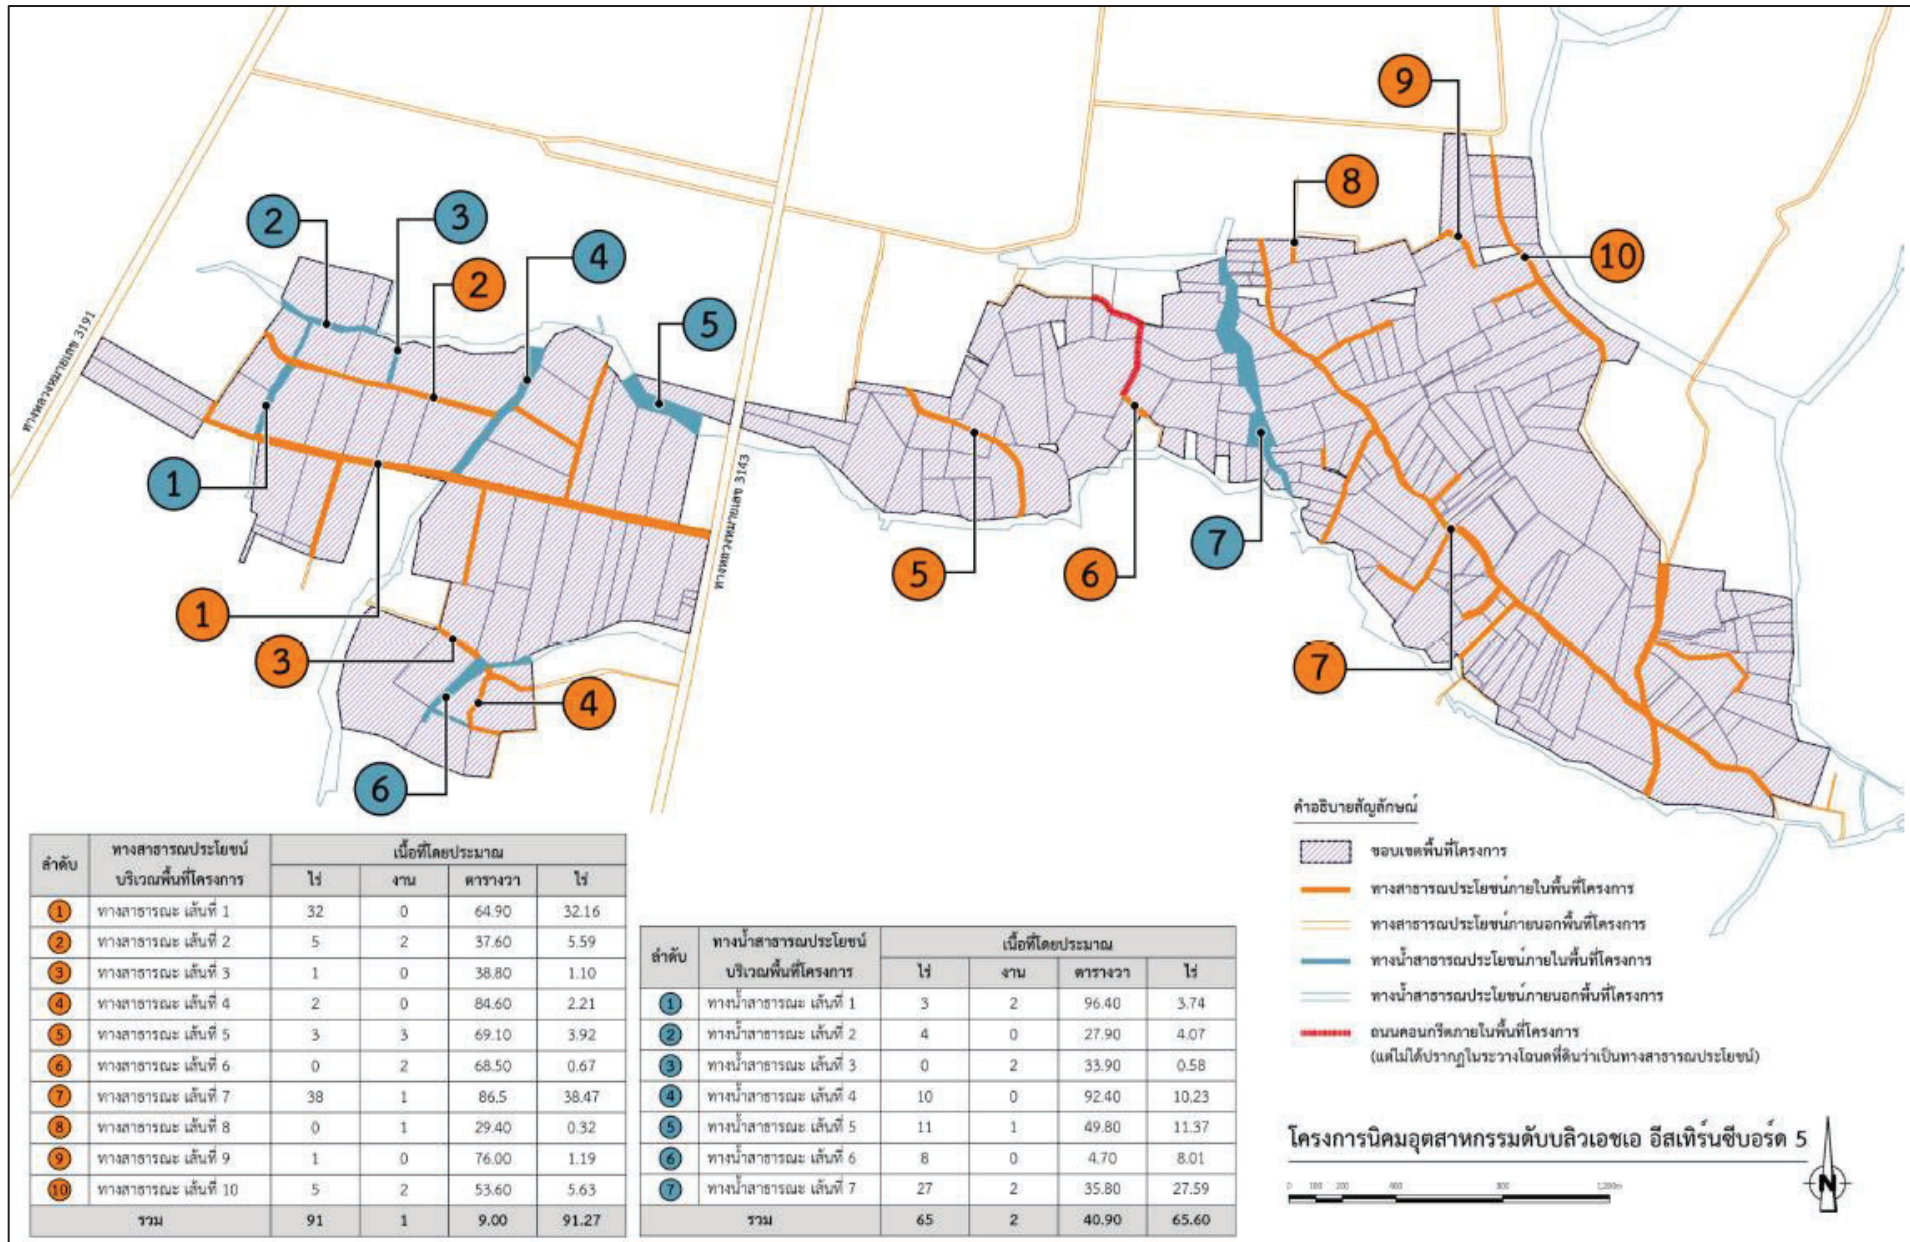 9
8
10
2
3
4
2
5
1
5
6
7
1
3
4
6
7
ทางหลวงหมายเลข 3191
ทางหลวงหมายเลข 3143
ลำดับ ทางสาธารณประโยชน์ บริเวณพื้นที่โครงการ เนื้อที่โดยประมาณ
ไร่ งาน ตารางวา ไร่
1 ทางสาธารณะ เส้นที่ 1 32 0 64.90 32.16
2 ทางสาธารณะ เส้นที่ 2 5 2 37.60 5.59
3 ทางสาธารณะ เส้นที่ 3 1 0 38.80 1.10
4 ทางสาธารณะ เส้นที่ 4 2 0 84.60 2.21
5 ทางสาธารณะ เส้นที่ 5 3 3 69.10 3.92
6 ทางสาธารณะ เส้นที่ 6 0 2 68.50 0.67
7 ทางสาธารณะ เส้นที่ 7 38 1 86.5 38.47
8 ทางสาธารณะ เส้นที่ 8 0 1 29.40 0.32
9 ทางสาธารณะ เส้นที่ 9 1 0 76.00 1.19
10 ทางสาธารณะ เส้นที่ 10 5 2 53.60 5.63
รวม 91 1 9.00 91.27
ลำดับ ทางน้ำสาธารณประโยชน์ บริเวณพื้นที่โครงการ เนื้อที่โดยประมาณ
ไร่ งาน ตารางวา ไร่
1 ทางน้ำสาธารณะ เส้นที่ 1 3 2 96.40 3.74
2 ทางน้ำสาธารณะ เส้นที่ 2 4 0 27.90 4.07
3 ทางน้ำสาธารณะ เส้นที่ 3 0 2 33.90 0.58
4 ทางน้ำสาธารณะ เส้นที่ 4 10 0 92.40 10.23
5 ทางน้ำสาธารณะ เส้นที่ 5 11 1 49.80 11.37
6 ทางน้ำสาธารณะ เส้นที่ 6 8 0 4.70 8.01
7 ทางน้ำสาธารณะ เส้นที่ 7 27 2 35.80 27.59
รวม 65 2 40.90 65.60
คำอธิบายสัญลักษณ์
ขอบเขตพื้นที่โครงการ
ทางสาธารณประโยชน์ภายในพื้นที่โครงการ
ทางสาธารณประโยชน์ภายนอกพื้นที่โครงการ
ทางน้ำสาธารณประโยชน์ภายในพื้นที่โครงการ
ทางน้ำสาธารณประโยชน์ภายนอกพื้นที่โครงการ
ถนนคอนกรีตภายในพื้นที่โครงการ
(แต่ไม่ได้ปรากฏในระวางโฉนดที่ดินว่าเป็นทางสาธารณประโยชน์)
โครงการนิคมอุตสาหกรรมดับบลิวเอชเอ อีสเทิร์นซีบอร์ด 5
0 100 200 400 800 1,200m
N